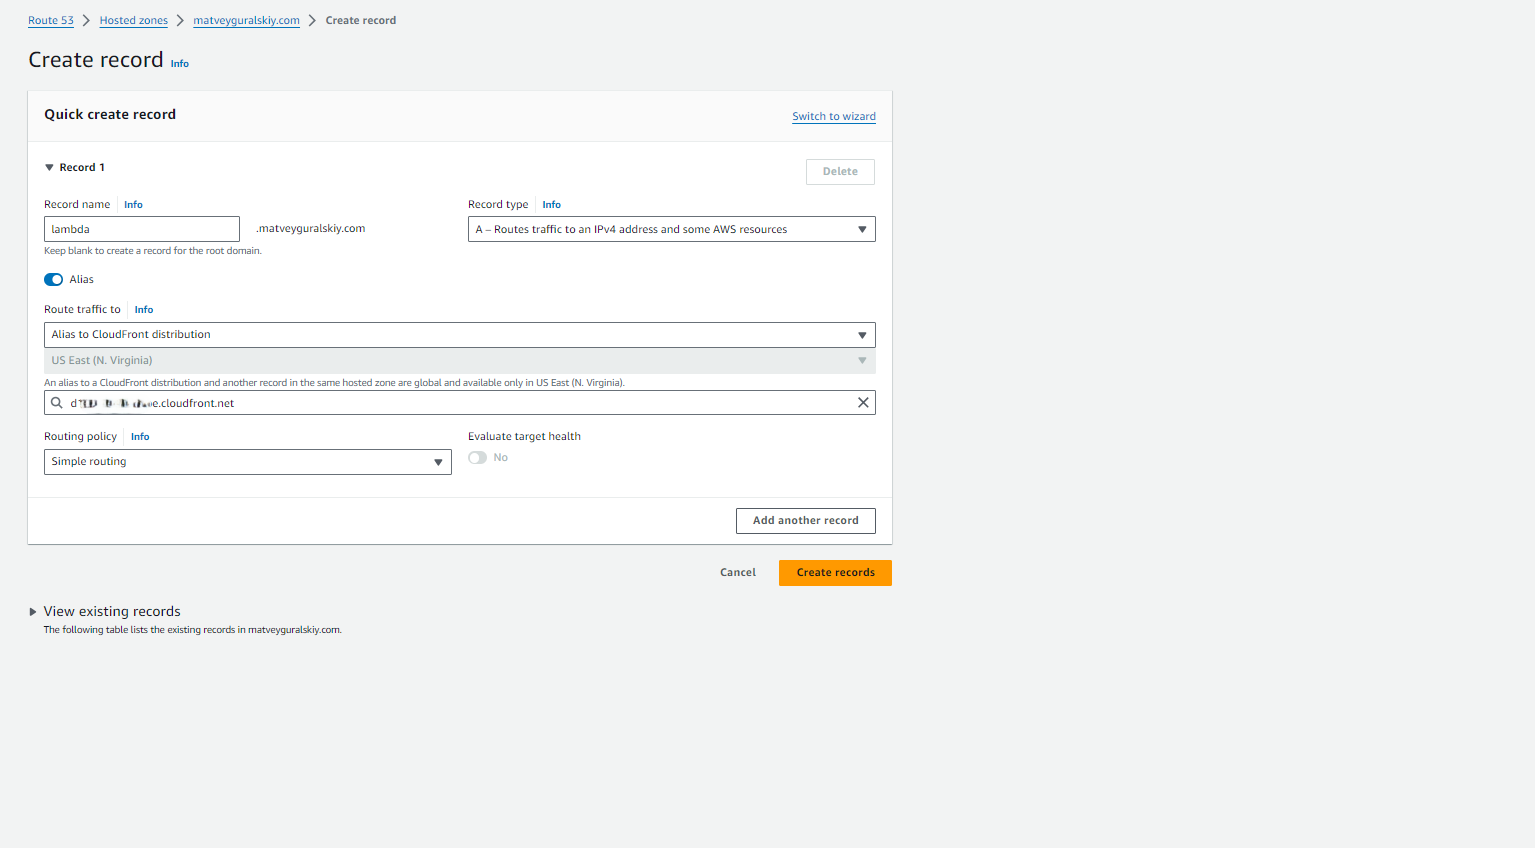 Route 53 > Hosted zones > matveyguralskiy.com > Create record
Create record Info
Quick create record
Switch to wizard
Record 1
Delete
Record name Info
Record type Info
lambda .matveyguralskiy.com
A – Routes traffic to an IPv4 address and some AWS resources
Keep blank to create a record for the root domain.
Alias
Route traffic to Info
Alias to CloudFront distribution
US East (N. Virginia)
An alias to a CloudFront distribution and another record in the same hosted zone are global and available only in US East (N. Virginia).
e.cloudfront.net
Routing policy Info
Evaluate target health
Simple routing
No
Add another record
Cancel
Create records
View existing records
The following table lists the existing records in matveyguralskiy.com.